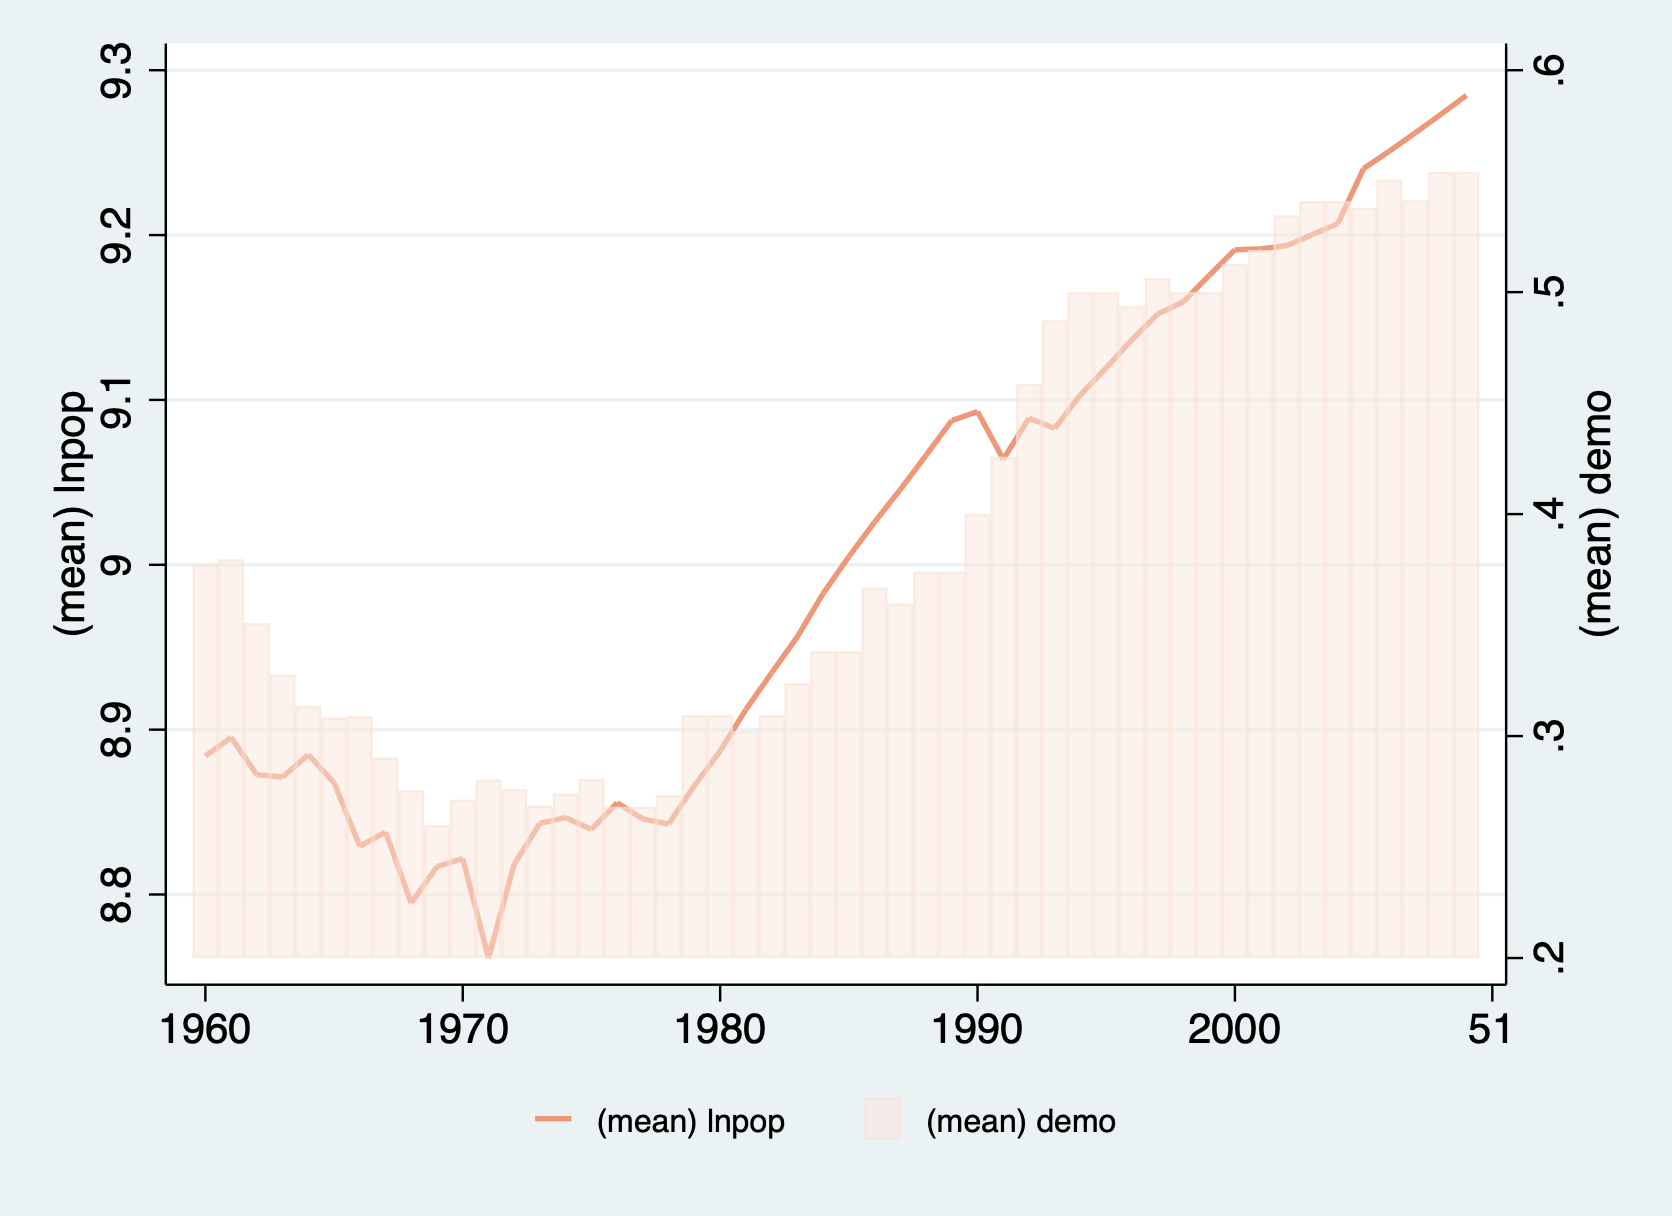 (mean) lnpop
9.3
9.2
9.1
9
8.9
8.8
.6
.5
.4
.3
.2
(mean) demo
1960 1970 1980 1990 2000 51
(mean) lnpop (mean) demo